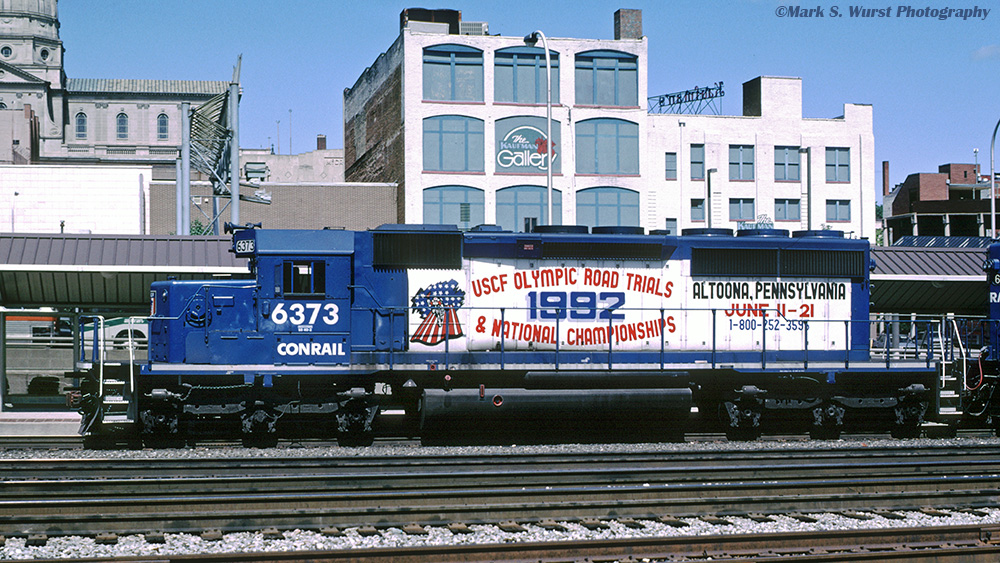 ©Mark S. Wurst Photography
The
KAUFMAN
Gallery
6373
6373
CONRAIL
USCF OLYMPIC ROAD TRIALS
1992
& NATIONAL CHAMPIONSHIPS
ALTOONA, PENNSYLVANIA
JUNE 11-21
1-800-252-3595
RA